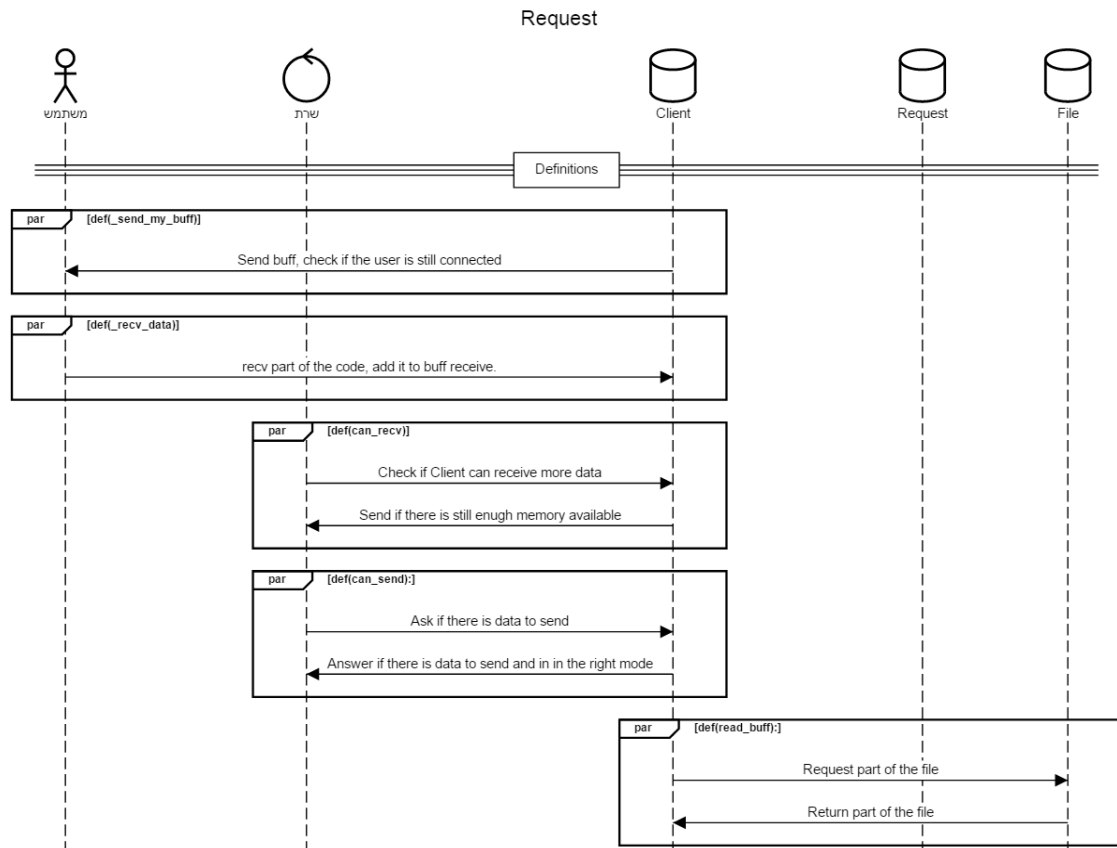 Request
משתמש
שרת
Client
Request
File
Definitions
par [def(_send_my_buff)]
Send buff, check if the user is still connected
par [def(_recv_data)]
recv part of the code, add it to buff receive.
par [def(can_recv)]
Check if Client can receive more data
Send if there is still enugh memory available
par [def(can_send):]
Ask if there is data to send
Answer if there is data to send and in in the right mode
par [def(read_buff):]
Request part of the file
Return part of the file